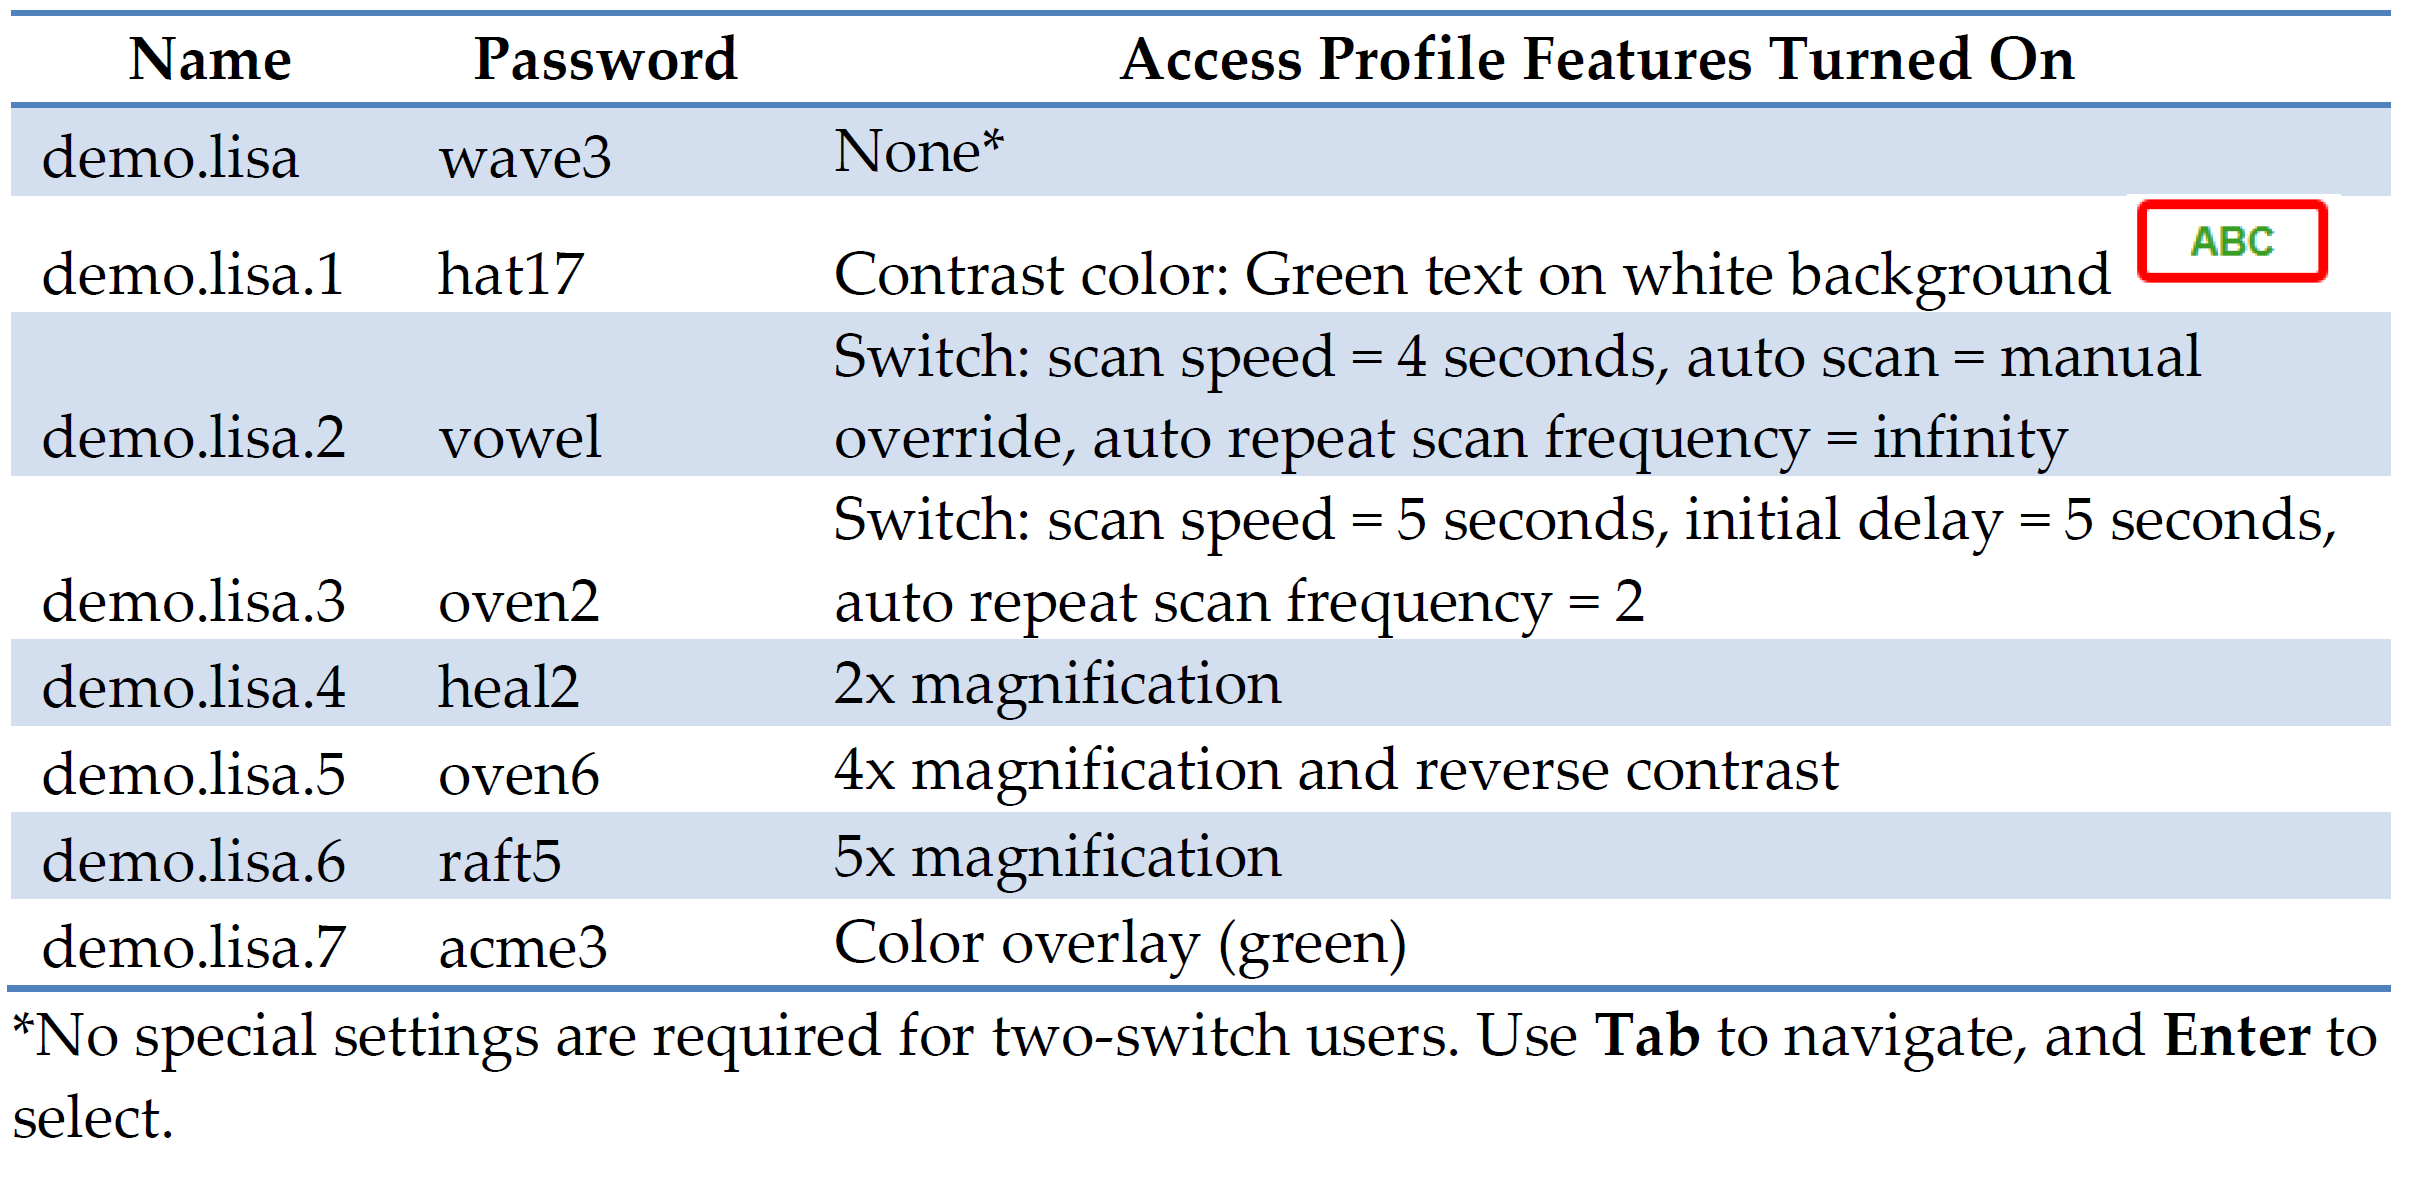 Name Password Access Profile Features Turned On
demo.lisa wave3 None*
ABC
demo.lisa.1 hat17 Contrast color: Green text on white background
Switch: scan speed = 4 seconds, auto scan = manual
demo.lisa.2 vowel override, auto repeat scan frequency = infinity
Switch: scan speed = 5 seconds, initial delay = 5 seconds,
demo.lisa.3 oven2 auto repeat scan frequency = 2
demo.lisa.4 heal2 2x magnification
demo.lisa.5 oven6 4x magnification and reverse contrast
demo.lisa.6 raft5 5x magnification
demo.lisa.7 acme3 Color overlay (green)
*No special settings are required for two-switch users. Use Tab to navigate, and Enter to
select.